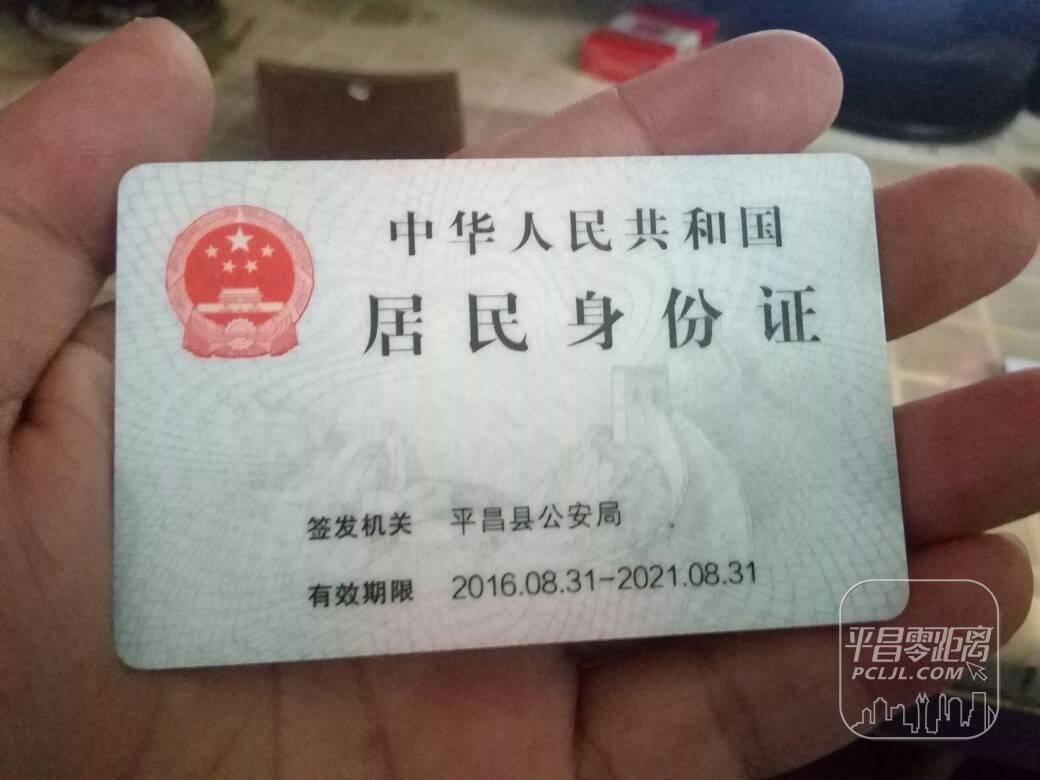 中华人民共和国
居民身份证
签发机关 平昌县公安局
有效期限 2016.08.31-2021.08.31
平昌零距离
PCLJL.COM